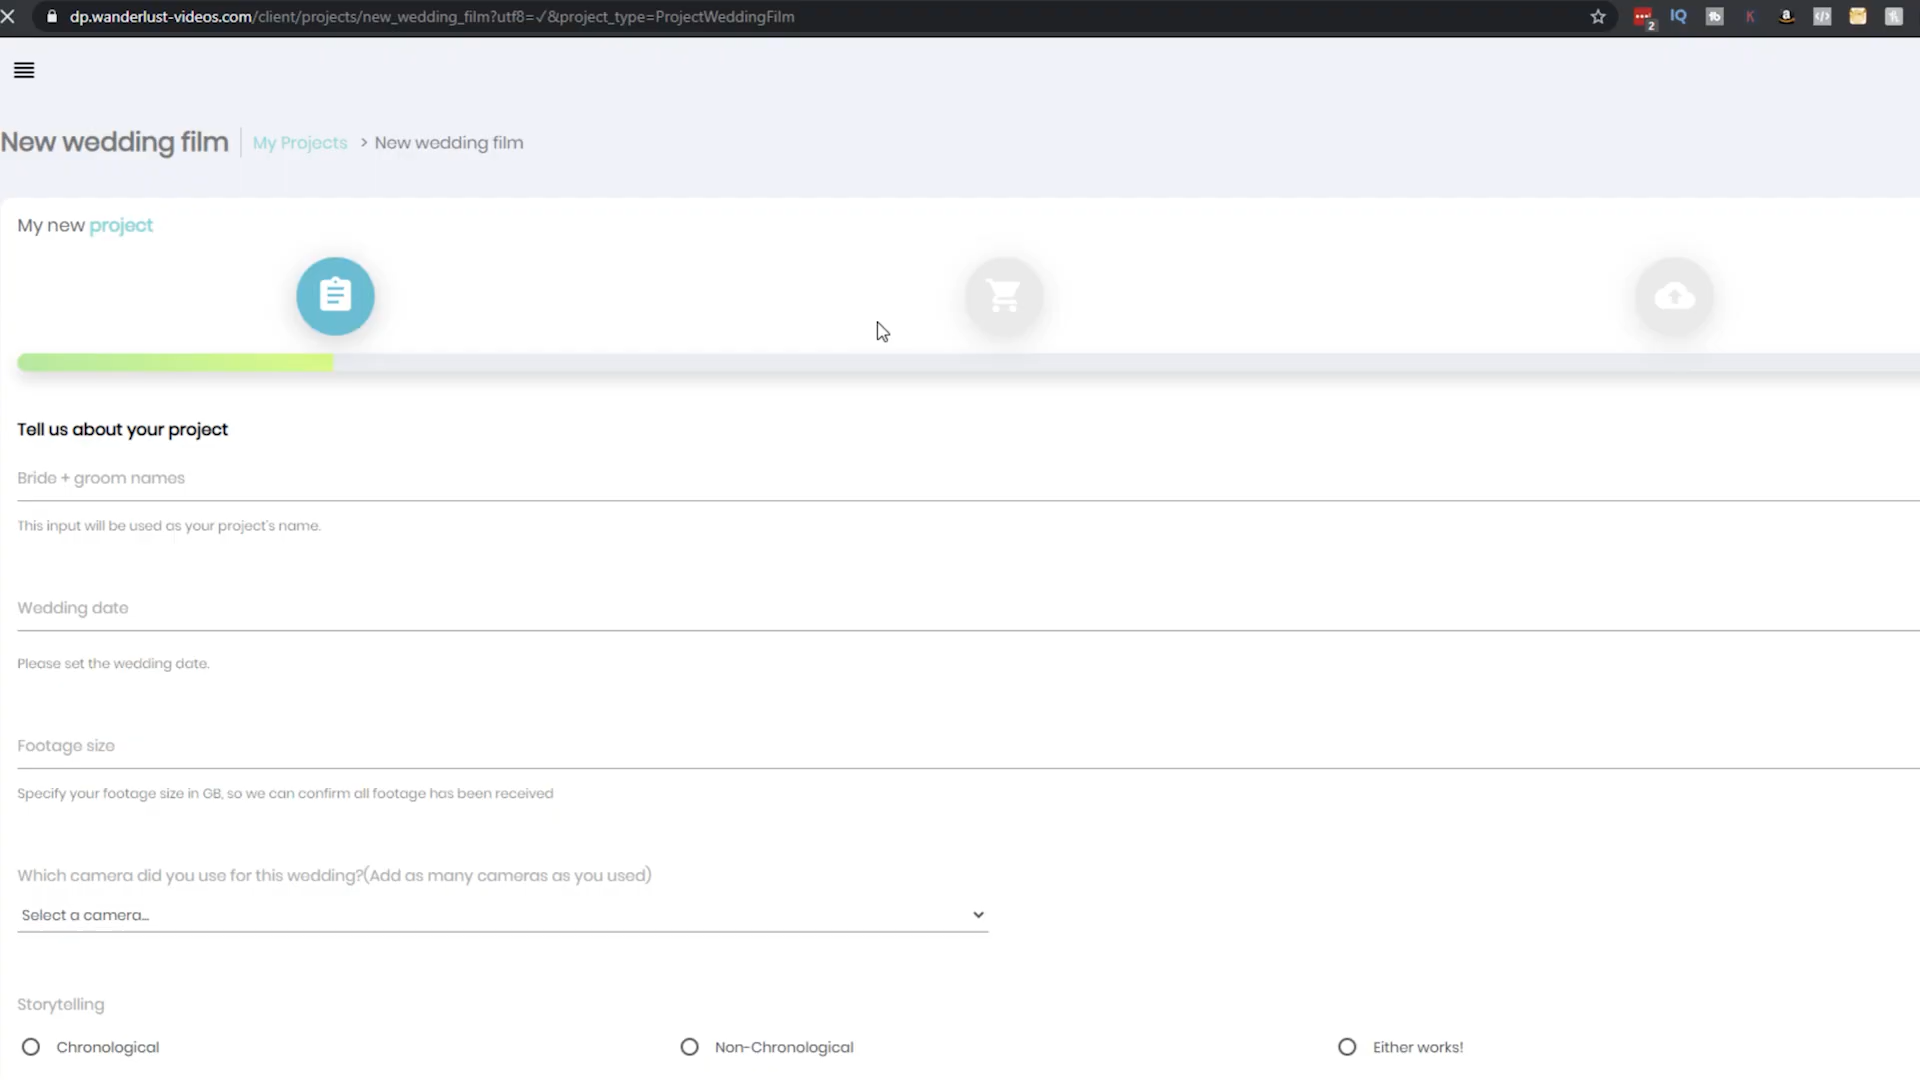 dp.wanderlust-videos.com/client/projects/new_wedding_film?utf8=✓&project_type=ProjectWeddingFilm
2
IQ
tb
K
a
New wedding film
My Projects > New wedding film
My new project
Tell us about your project
Bride + groom names
This input will be used as your project's name.
Wedding date
Please set the wedding date.
Footage size
Specify your footage size in GB, so we can confirm all footage has been received
Which camera did you use for this wedding?(Add as many cameras as you used)
Select a camera...
Storytelling
Chronological
Non-Chronological
Either works!